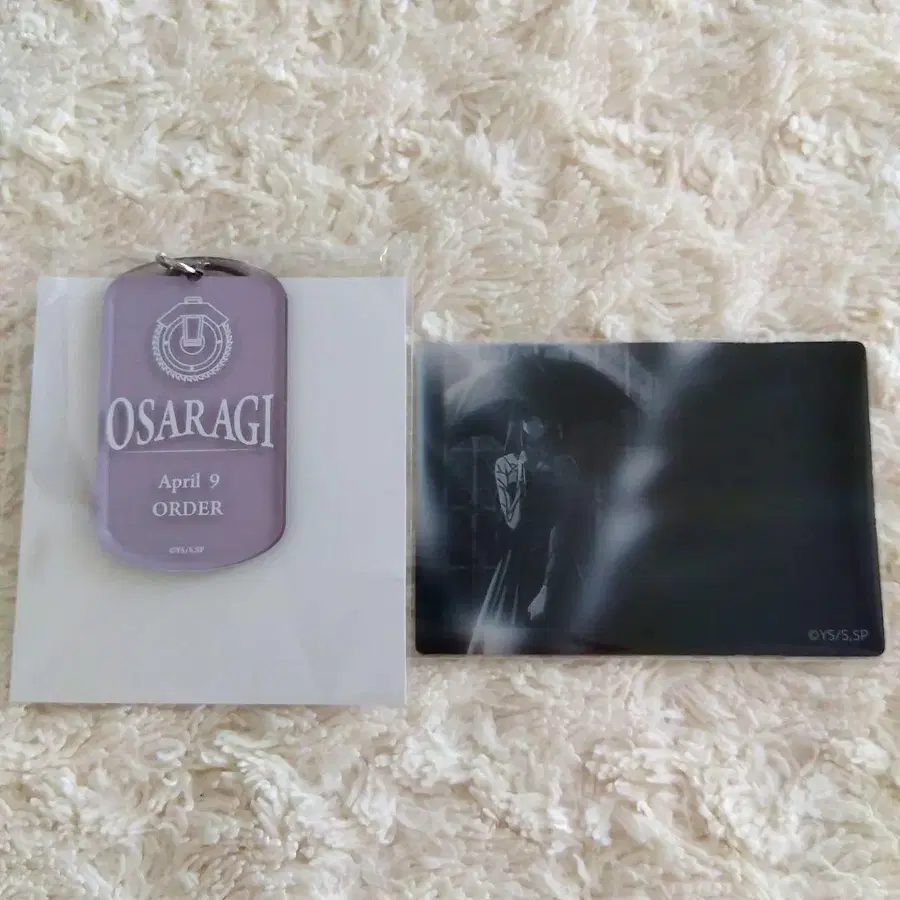 OSARAGI
April 9
ORDER
©YS/S,SP
©YS/S,SP